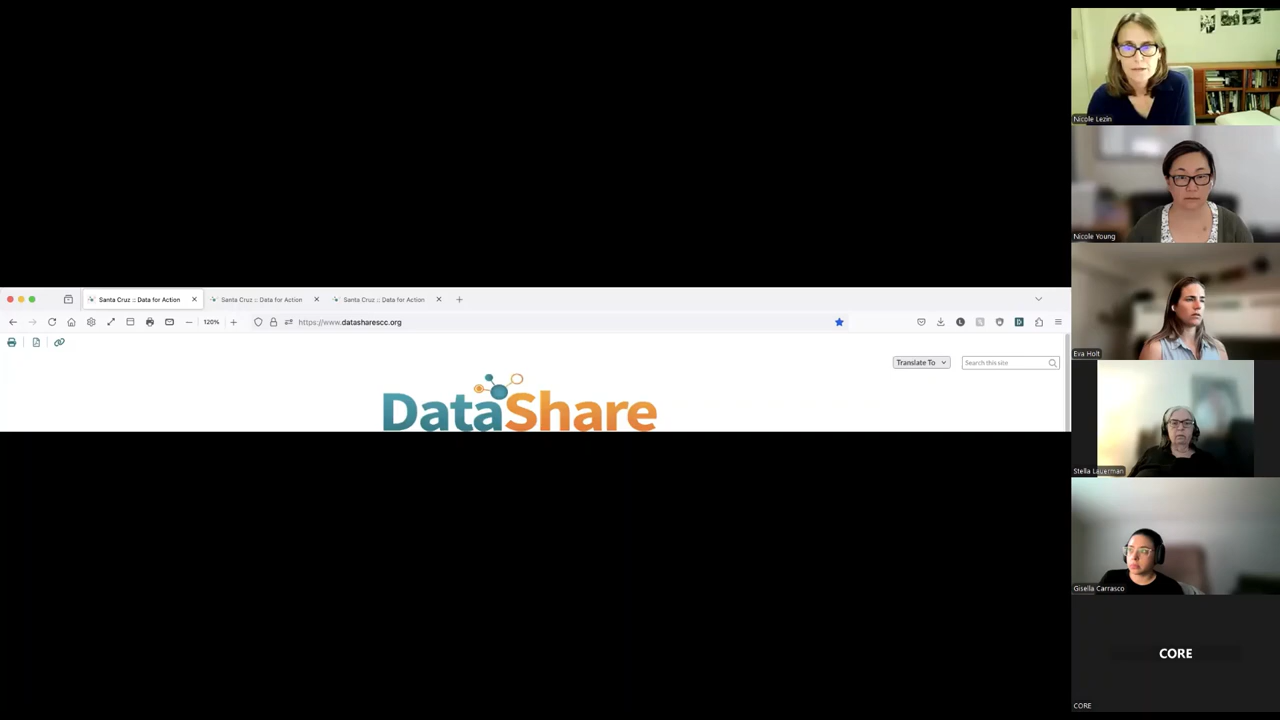 Santa Cruz :: Data for Action
Santa Cruz :: Data for Action
Santa Cruz :: Data for Action
120%
https://www.datasharescc.org
Translate To
Search this site
DataShare
Nicole Lezin
Nicole Young
Eva Holt
Stella Lauerman
Gisella Carrasco
CORE
CORE